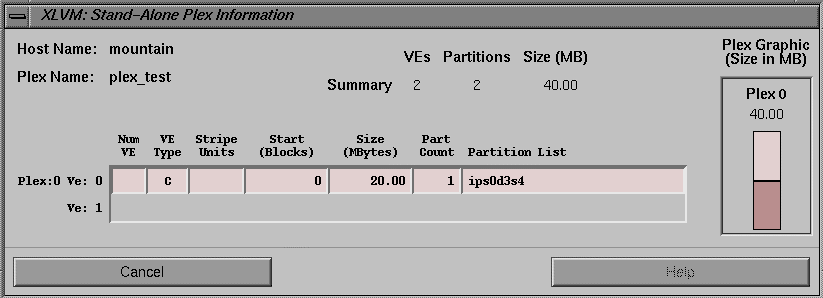 XLVM: Stand-Alone Plex Information
Host Name: mountain
Plex Name: plex_test
VEs Partitions Size (MB)
Summary 2 2 40.00
Plex Graphic
(Size in MB)
Plex 0
40.00
Num VE Stripe Start Size Part
VE Type Units (Blocks) (MBytes) Count Partition List
Plex:0 Ve: 0 C 0 20.00 1 ips0d3s4
Ve: 1
Cancel Help